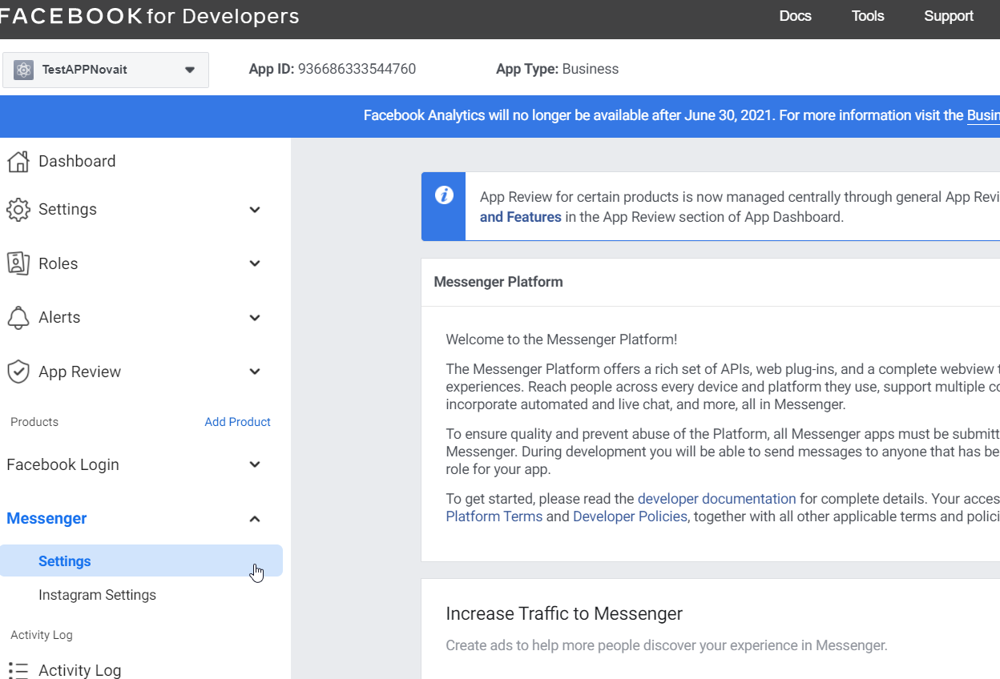 FACEBOOK for Developers
Docs
Tools
Support
TestAPPNovait
App ID: 936686333544760
App Type: Business
Facebook Analytics will no longer be available after June 30, 2021. For more information visit the Busin
Dashboard
Settings
Roles
Alerts
App Review
Products
Add Product
Facebook Login
Messenger
Settings
Instagram Settings
Activity Log
Activity Log
App Review for certain products is now managed centrally through general App Revi
and Features in the App Review section of App Dashboard.
Messenger Platform
Welcome to the Messenger Platform!
The Messenger Platform offers a rich set of APIs, web plug-ins, and a complete webview
experiences. Reach people across every device and platform they use, support multiple co
incorporate automated and live chat, and more, all in Messenger.
To ensure quality and prevent abuse of the Platform, all Messenger apps must be submitt
Messenger. During development you will be able to send messages to anyone that has be
role for your app.
To get started, please read the developer documentation for complete details. Your acces
Platform Terms and Developer Policies, together with all other applicable terms and polici
Increase Traffic to Messenger
Create ads to help more people discover your experience in Messenger.